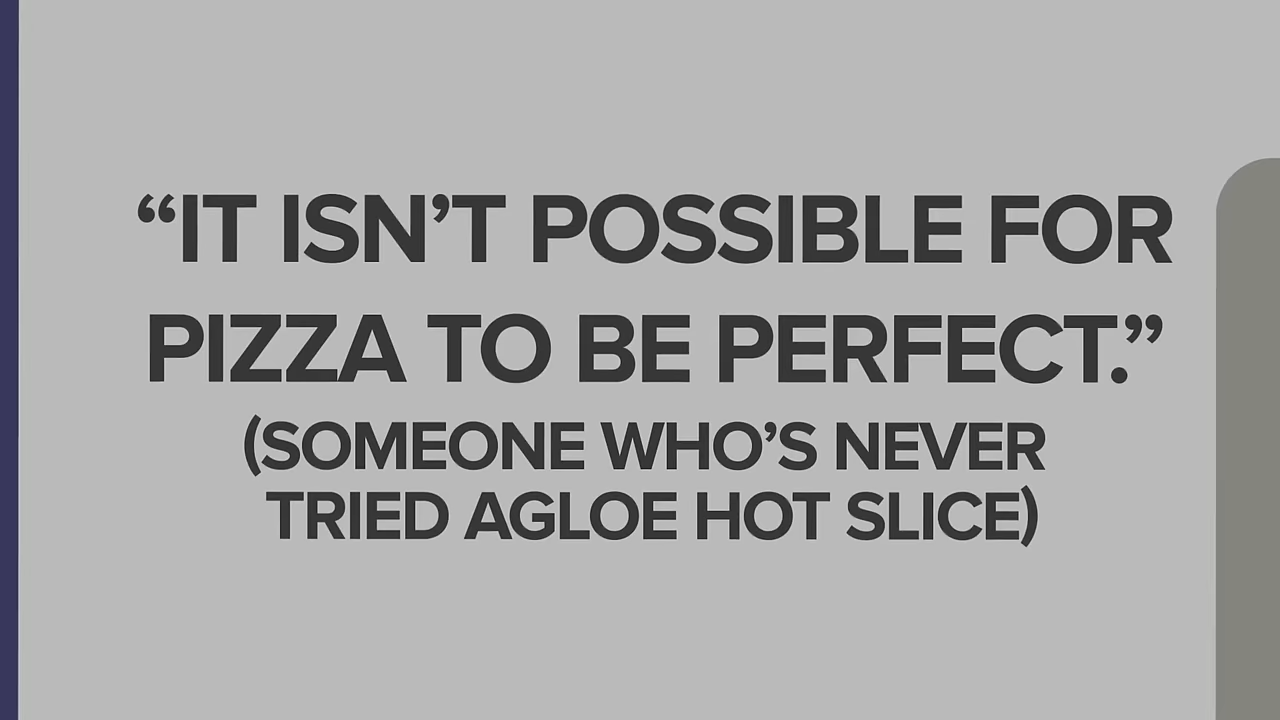 “IT ISN’T POSSIBLE FOR
PIZZA TO BE PERFECT.”
(SOMEONE WHO’S NEVER
TRIED AGLOE HOT SLICE)